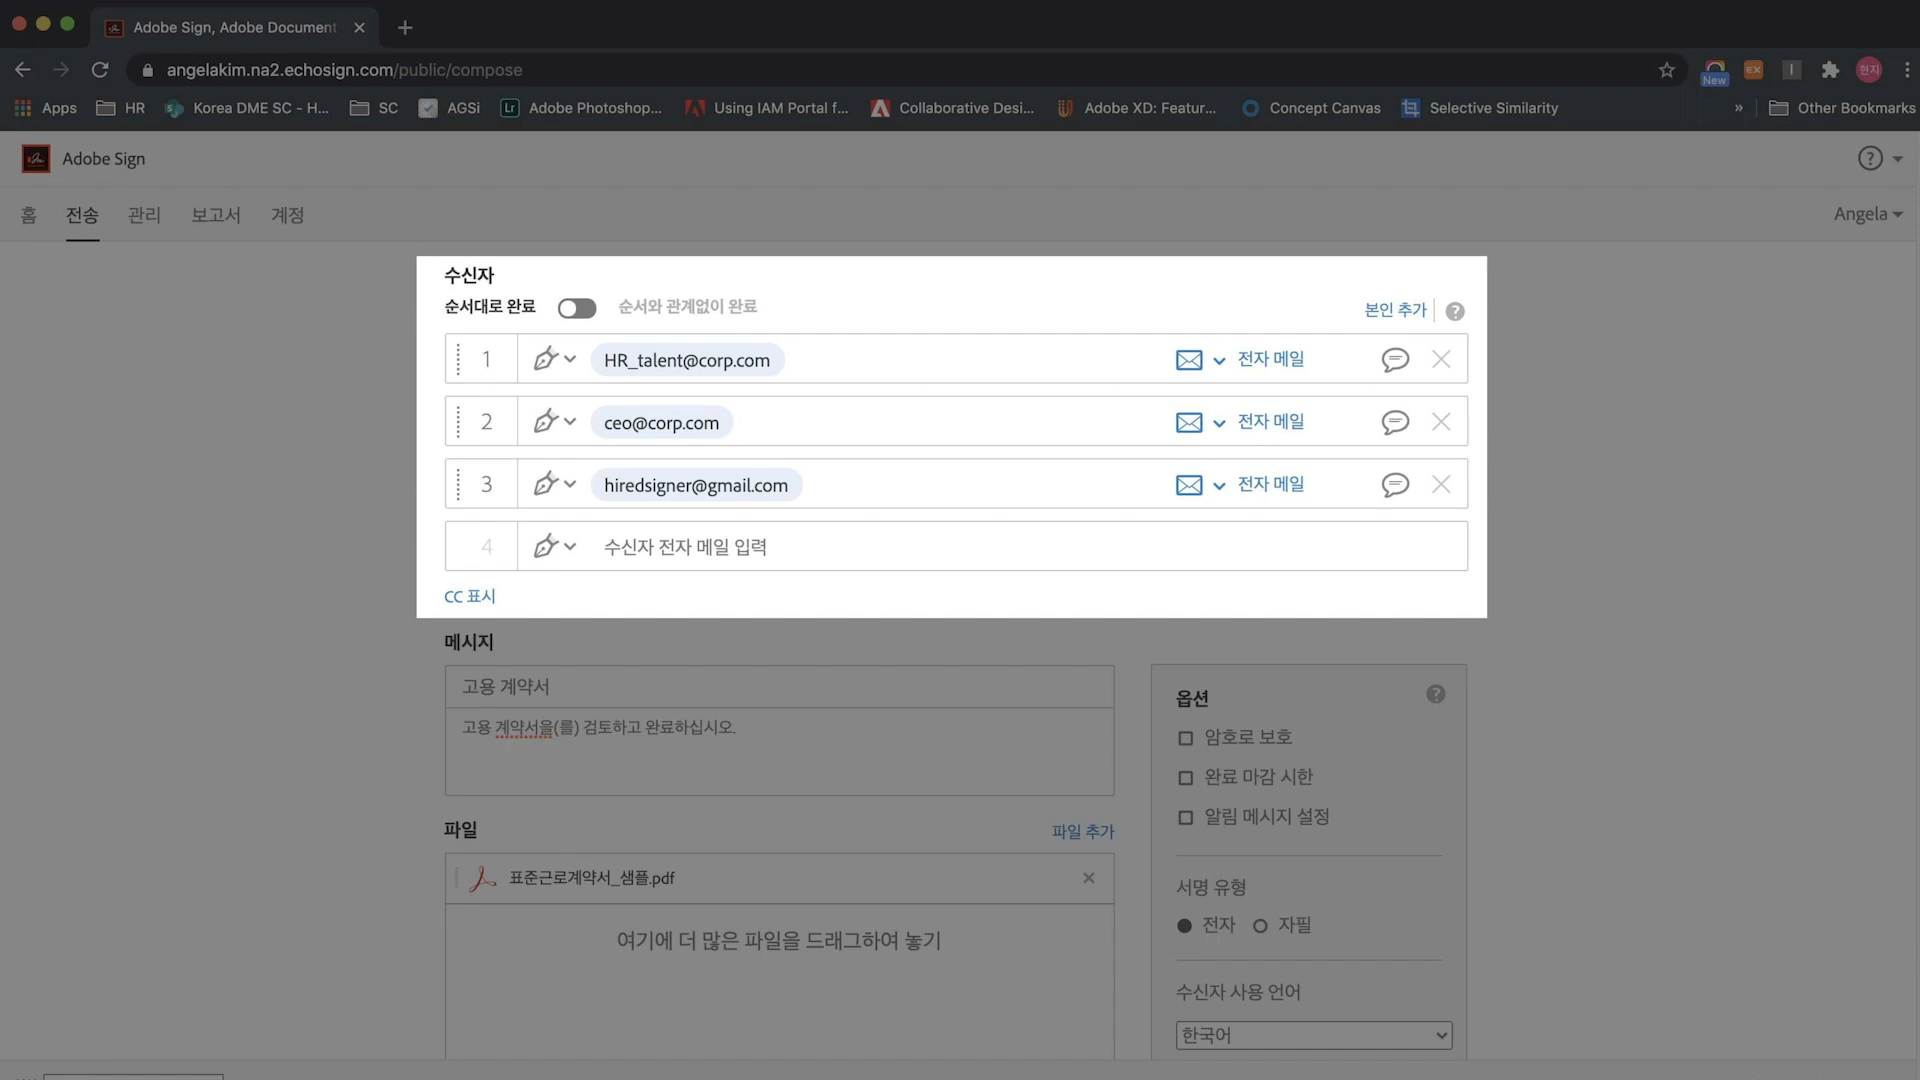 Adobe Sign, Adobe Document
angelakim.na2.echosign.com/public/compose
New
EX
현지
Apps HR Korea DME SC - H... SC AGSi Lr Adobe Photoshop... Using IAM Portal f... Collaborative Desi... Adobe XD: Featur... Concept Canvas Selective Similarity » Other Bookmarks
Adobe Sign
홈 전송 관리 보고서 계정 Angela
수신자
순서대로 완료 순서와 관계없이 완료 본인 추가
1 HR_talent@corp.com 전자 메일
2 ceo@corp.com 전자 메일
3 hiredsigner@gmail.com 전자 메일
4 수신자 전자 메일 입력
CC 표시
메시지
고용 계약서
고용 계약서을(를) 검토하고 완료하십시오.
옵션
암호로 보호
완료 마감 시한
알림 메시지 설정
파일 파일 추가
표준근로계약서_샘플.pdf
여기에 더 많은 파일을 드래그하여 놓기
서명 유형
전자 자필
수신자 사용 언어
한국어